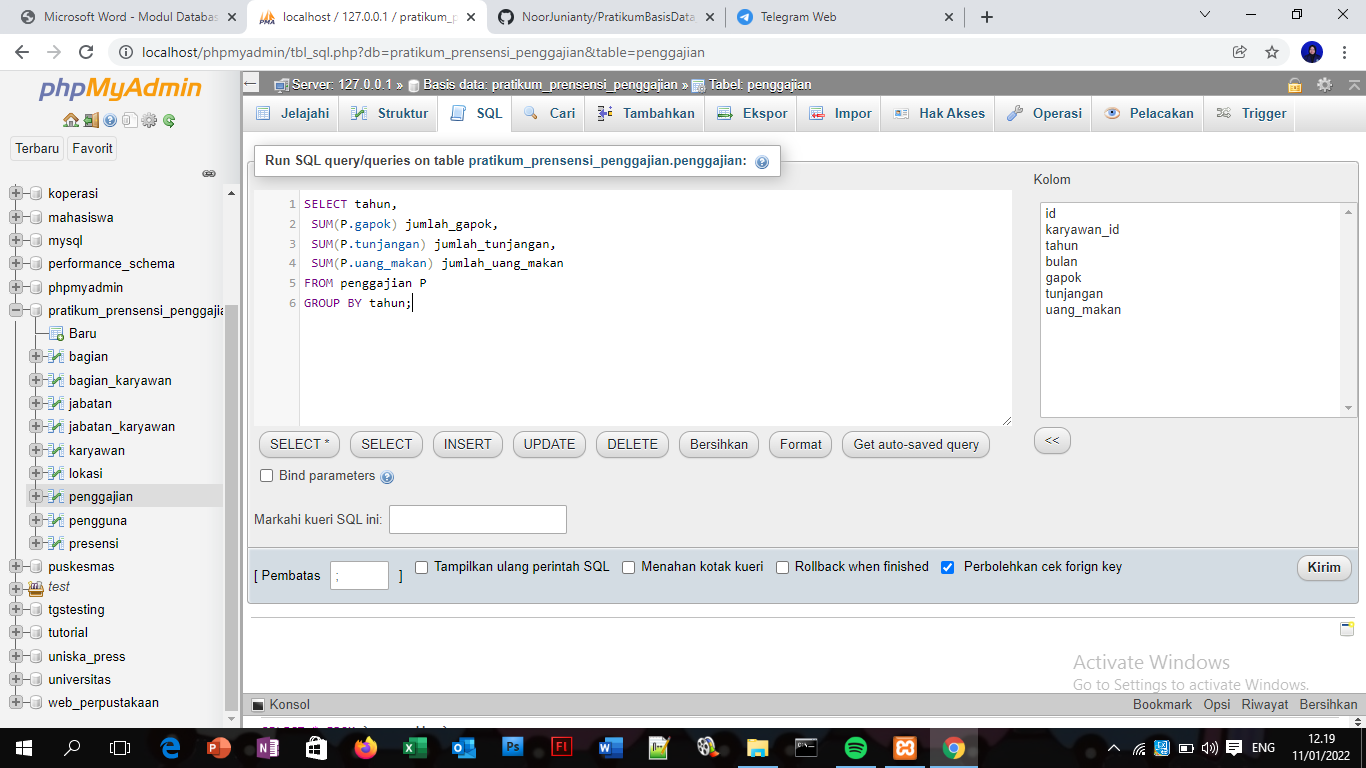 Microsoft Word - Modul Databas
localhost / 127.0.0.1 / pratikum_p
NoorJunianty/PratikumBasisData
Telegram Web
localhost/phpmyadmin/tbl_sql.php?db=pratikum_prensensi_penggajian&table=penggajian
phpMyAdmin
Terbaru
Favorit
koperasi
mahasiswa
mysql
performance_schema
phpmyadmin
pratikum_prensensi_penggajia
Baru
bagian
bagian_karyawan
jabatan
jabatan_karyawan
karyawan
lokasi
penggajian
pengguna
presensi
puskesmas
test
tgstesting
tutorial
uniska_press
universitas
web_perpustakaan
Server: 127.0.0.1 » Basis data: pratikum_prensensi_penggajian » Tabel: penggajian
Jelajahi Struktur SQL Cari Tambahkan Ekspor Impor Hak Akses Operasi Pelacakan Trigger
Run SQL query/queries on table pratikum_prensensi_penggajian.penggajian:
1 SELECT tahun,
2 SUM(P.gapok) jumlah_gapok,
3 SUM(P.tunjangan) jumlah_tunjangan,
4 SUM(P.uang_makan) jumlah_uang_makan
5 FROM penggajian P
6 GROUP BY tahun;
Kolom
id
karyawan_id
tahun
bulan
gapok
tunjangan
uang_makan
<<
SELECT * SELECT INSERT UPDATE DELETE Bersihkan Format Get auto-saved query
Bind parameters
Markahi kueri SQL ini:
[ Pembatas ; ] Tampilkan ulang perintah SQL Menahan kotak kueri Rollback when finished Perbolehkan cek forign key Kirim
Activate Windows
Go to Settings to activate Windows.
Konsol Bookmark Opsi Riwayat Bersihkan
ENG
12.19
11/01/2022